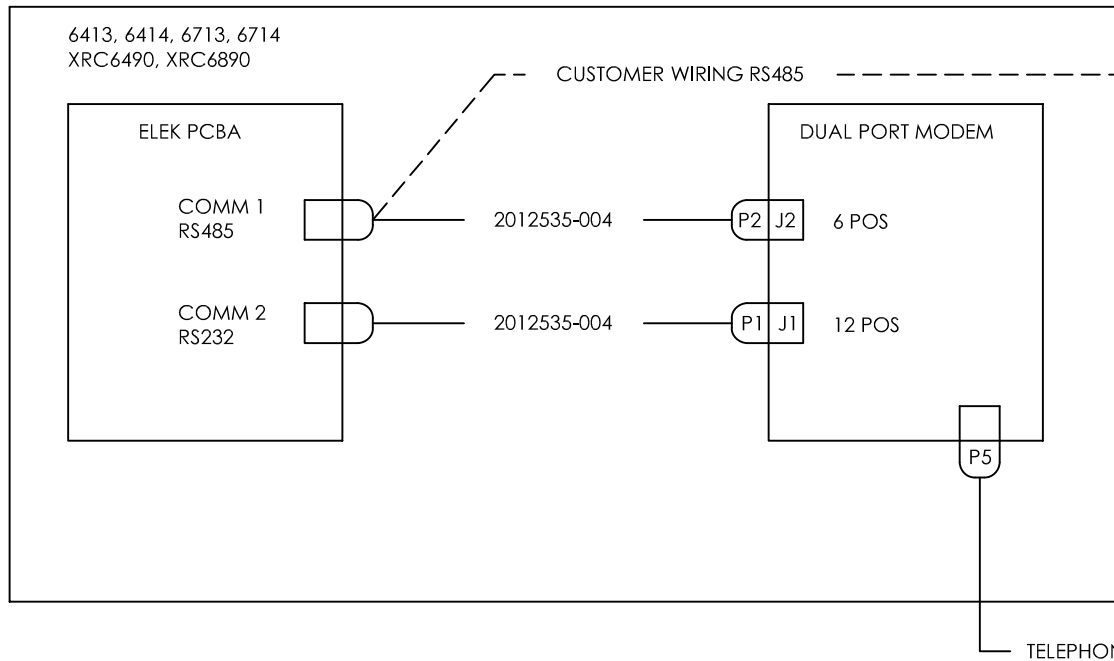 6413, 6414, 6713, 6714
XRC6490, XRC6890
CUSTOMER WIRING RS485
ELEK PCBA
DUAL PORT MODEM
COMM 1
RS485
2012535-004
P2
J2
6 POS
COMM 2
RS232
2012535-004
P1
J1
12 POS
P5